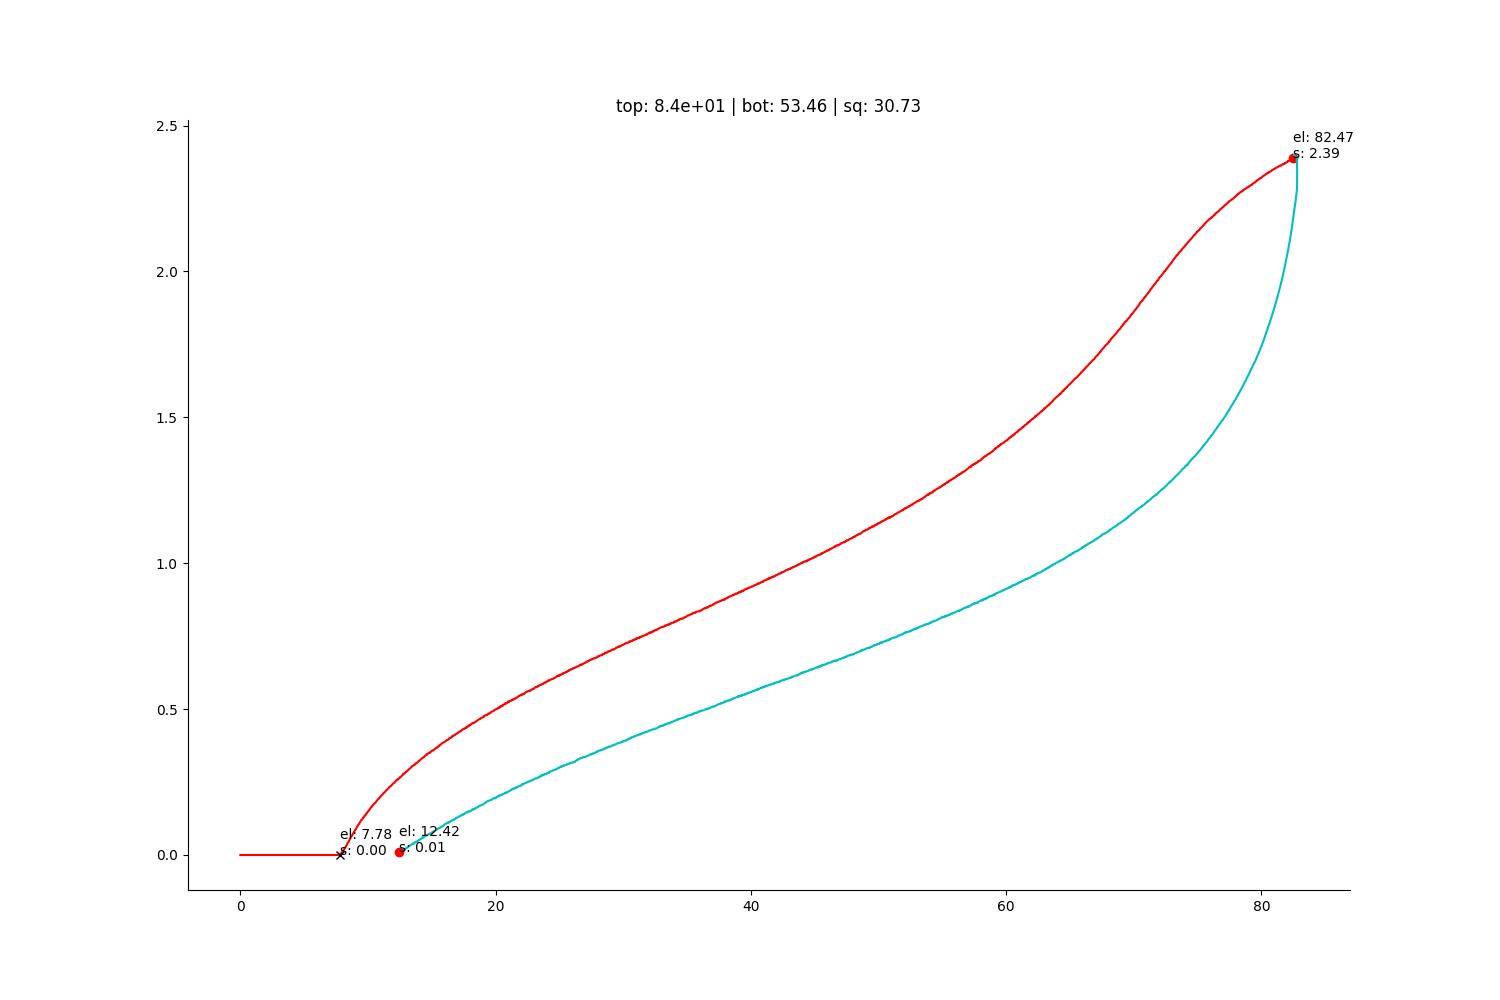 top: 8.4e+01 | bot: 53.46 | sq: 30.73
2.5
2.0
1.5
1.0
0.5
0.0
el: 82.47
s: 2.39
el: 7.78
s: 0.00
el: 12.42
s: 0.01
0
20
40
60
80